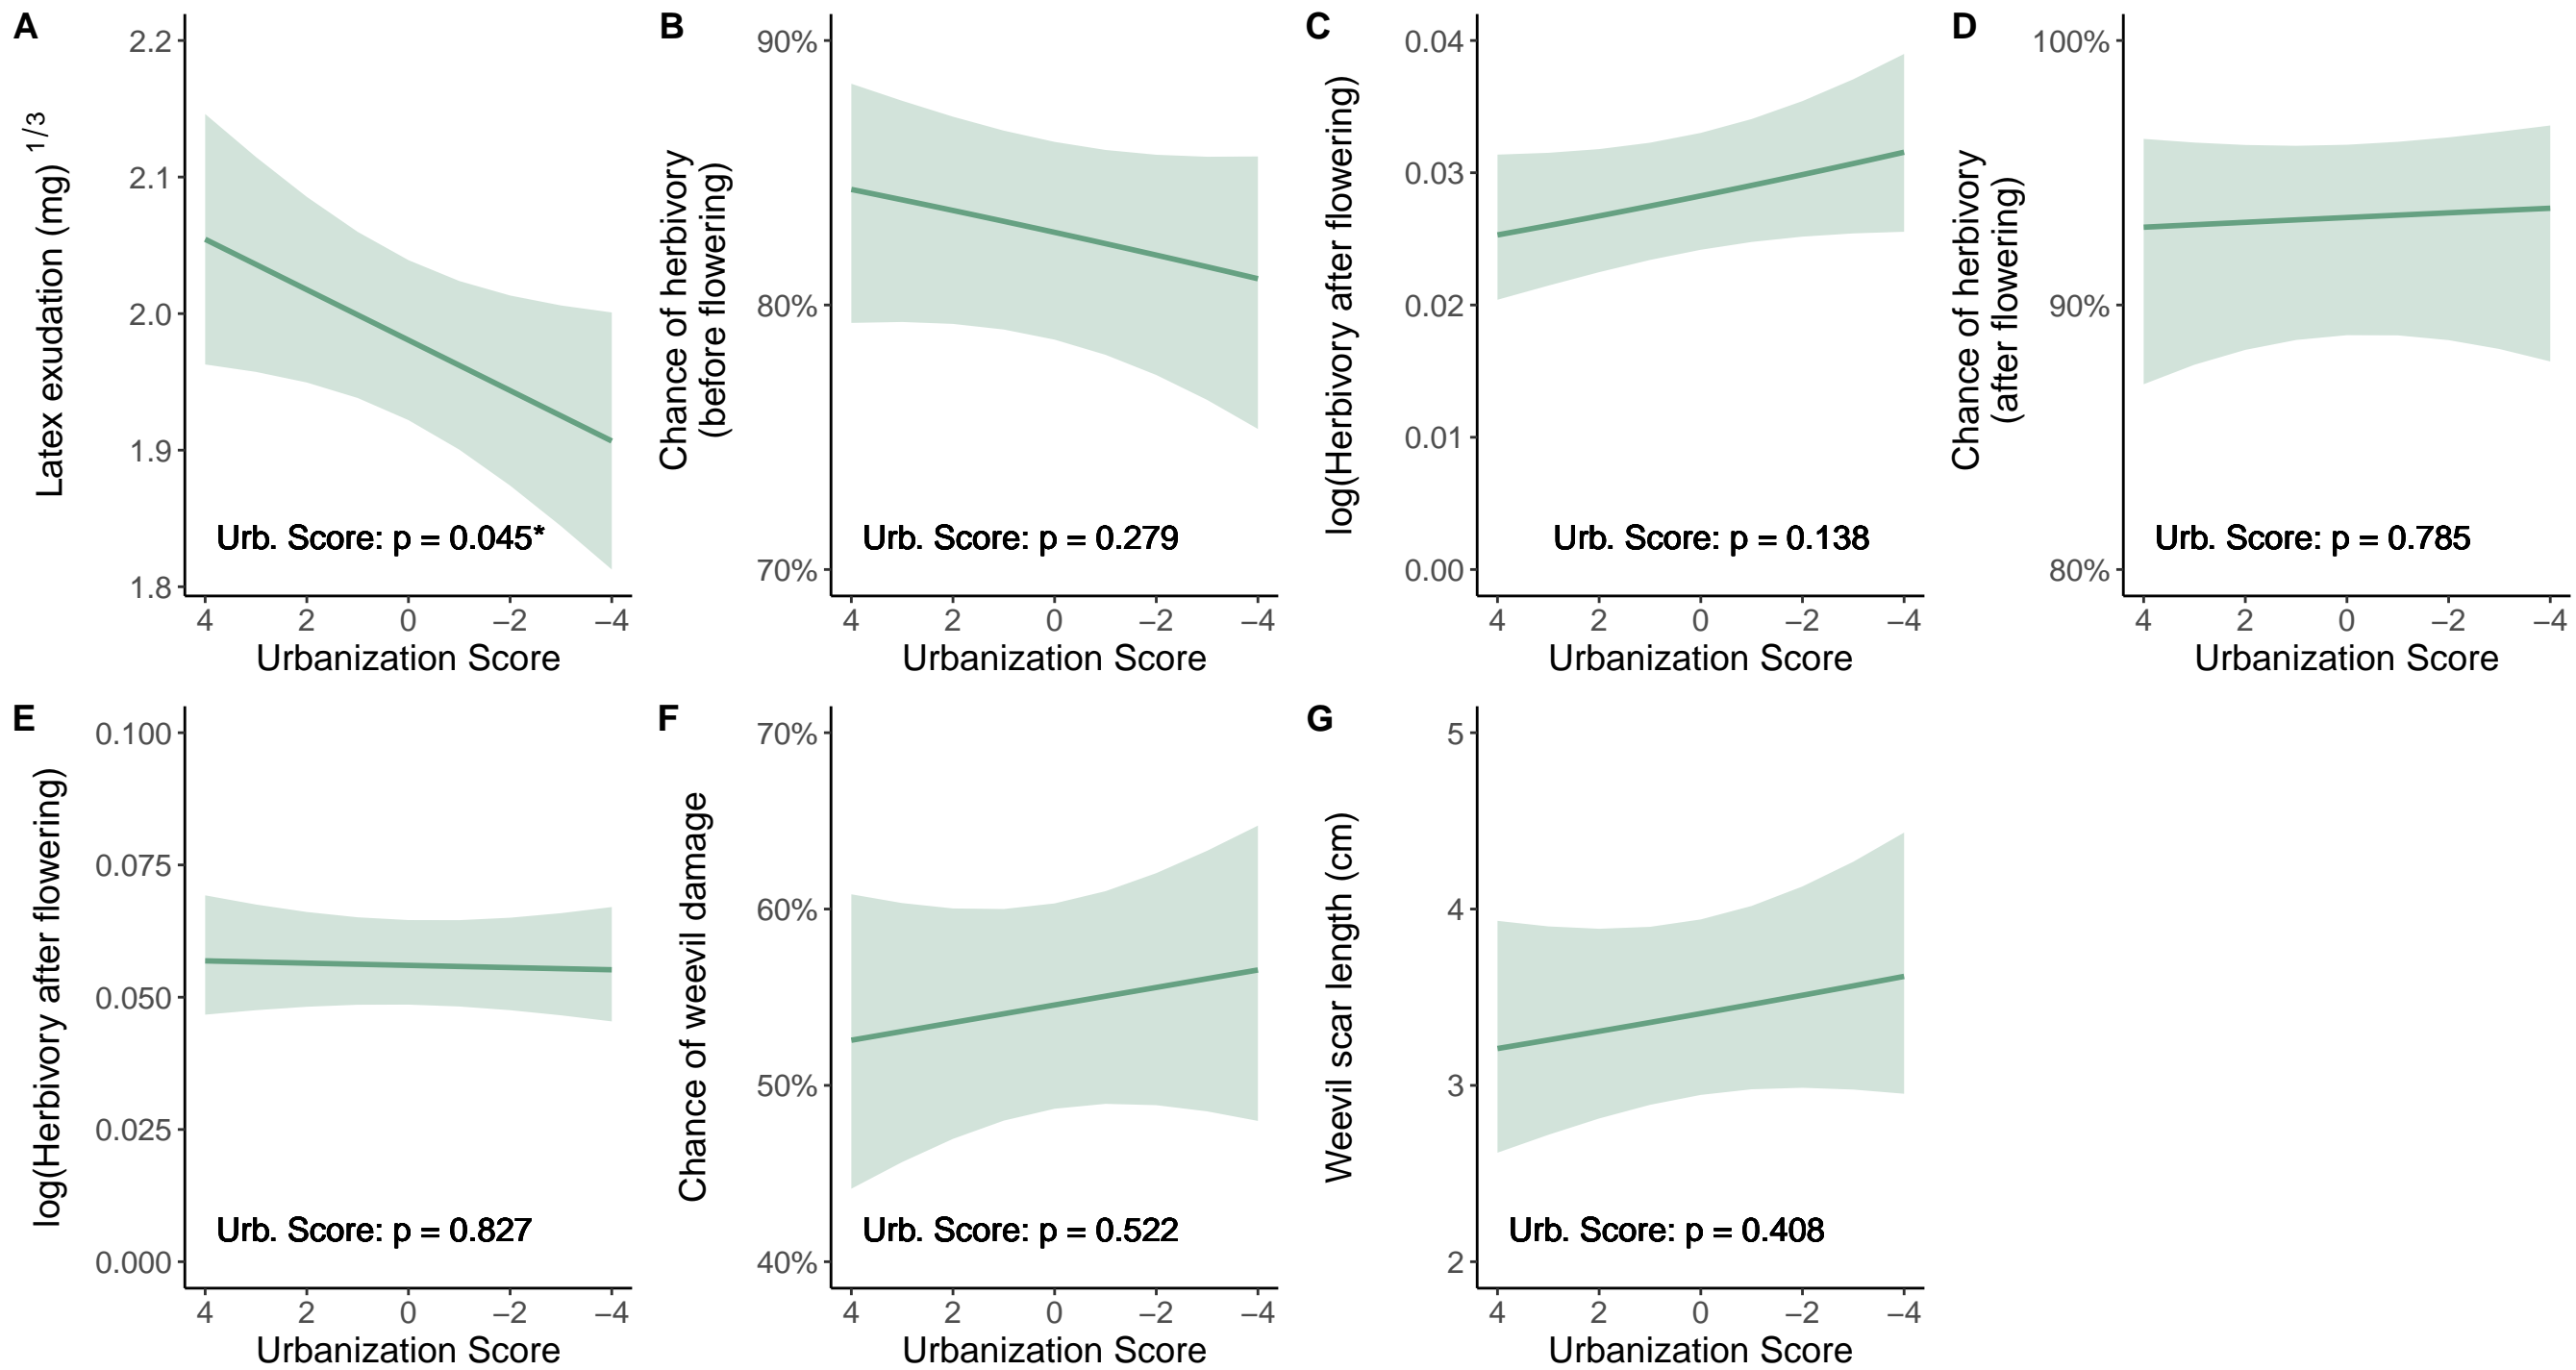 A
Latex exudation (mg) 1/3
2.2
2.1
2.0
1.9
1.8
Urb. Score: p = 0.045*
4 2 0 −2 −4
Urbanization Score
B
Chance of herbivory
(before flowering)
90%
80%
70%
Urb. Score: p = 0.279
4 2 0 −2 −4
Urbanization Score
C
log(Herbivory after flowering)
0.04
0.03
0.02
0.01
0.00
Urb. Score: p = 0.138
4 2 0 −2 −4
Urbanization Score
D
Chance of herbivory
(after flowering)
100%
90%
80%
Urb. Score: p = 0.785
4 2 0 −2 −4
Urbanization Score
E
log(Herbivory after flowering)
0.100
0.075
0.050
0.025
0.000
Urb. Score: p = 0.827
4 2 0 −2 −4
Urbanization Score
F
Chance of weevil damage
70%
60%
50%
40%
Urb. Score: p = 0.522
4 2 0 −2 −4
Urbanization Score
G
Weevil scar length (cm)
5
4
3
2
Urb. Score: p = 0.408
4 2 0 −2 −4
Urbanization Score